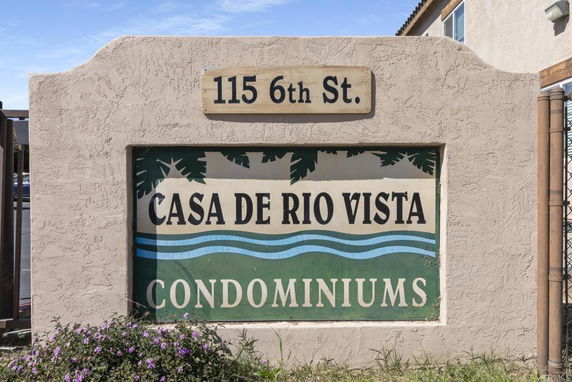 115 6th St.
CASA DE RIO VISTA
CONDOMINIUMS